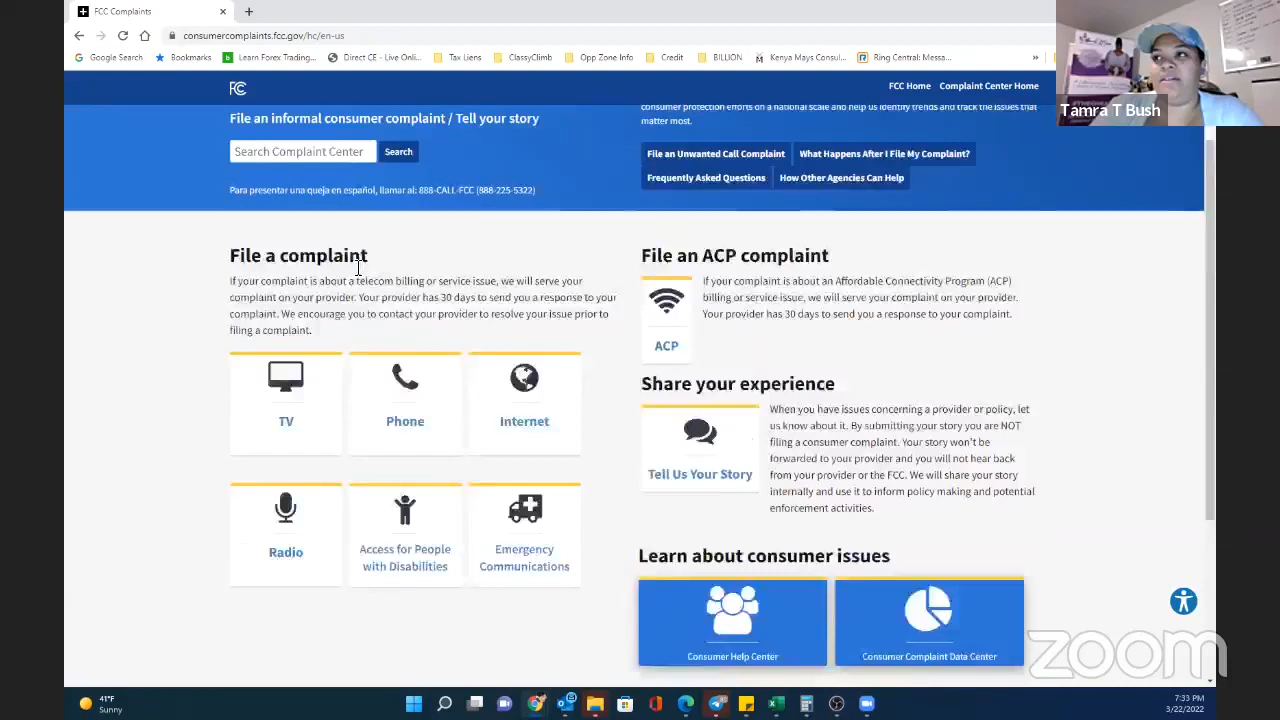 FCC Complaints
consumercomplaints.fcc.gov/hc/en-us
Google Search
Bookmarks
Learn Forex Trading...
Direct CE - Live Onli...
Tax Liens
ClassyClimb
Opp Zone Info
Credit
BILLION
Kenya Mays Consul...
Ring Central: Messa...
»
Tamra T Bush
FCC
FCC Home
Complaint Center Home
File an informal consumer complaint / Tell your story
consumer protection efforts on a national scale and help us identify trends and track the issues that
matter most.
Search Complaint Center
Search
File an Unwanted Call Complaint
What Happens After I File My Complaint?
Frequently Asked Questions
How Other Agencies Can Help
Para presentar una queja en español, llamar al: 888-CALL-FCC (888-225-5322)
File a complaint
If your complaint is about a telecom billing or service issue, we will serve your
complaint on your provider. Your provider has 30 days to send you a response to your
complaint. We encourage you to contact your provider to resolve your issue prior to
filing a complaint.
TV
Phone
Internet
Radio
Access for People
with Disabilities
Emergency
Communications
File an ACP complaint
If your complaint is about an Affordable Connectivity Program (ACP)
billing or service issue, we will serve your complaint on your provider.
Your provider has 30 days to send you a response to your complaint.
ACP
Share your experience
When you have issues concerning a provider or policy, let
us know about it. By submitting your story you are NOT
filing a consumer complaint. Your story won't be
forwarded to your provider and you will not hear back
from your provider or the FCC. We will share your story
internally and use it to inform policy making and potential
enforcement activities.
Tell Us Your Story
Learn about consumer issues
Consumer Help Center
Consumer Complaint Data Center
zoom
41°F
Sunny
7:33 PM
3/22/2022